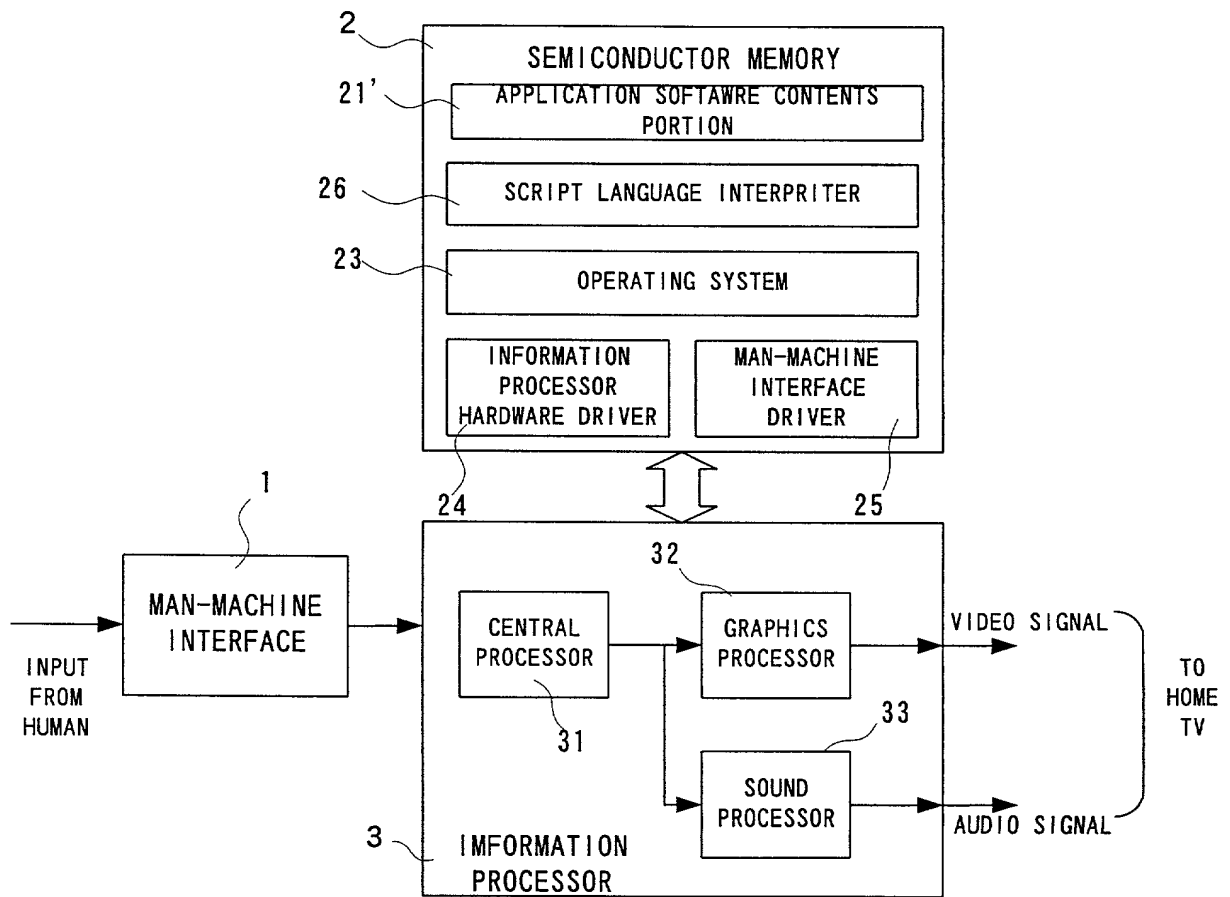 2
SEMICONDUCTOR MEMORY
21'
APPLICATION SOFTAWRE CONTENTS
PORTION
26
SCRIPT LANGUAGE INTERPRITER
23
OPERATING SYSTEM
INFORMATION
PROCESSOR
HARDWARE DRIVER
MAN-MACHINE
INTERFACE
DRIVER
24
25
1
MAN-MACHINE
INTERFACE
INPUT
FROM
HUMAN
32
CENTRAL
PROCESSOR
31
GRAPHICS
PROCESSOR
33
SOUND
PROCESSOR
3
IMFORMATION
PROCESSOR
VIDEO SIGNAL
AUDIO SIGNAL
TO
HOME
TV